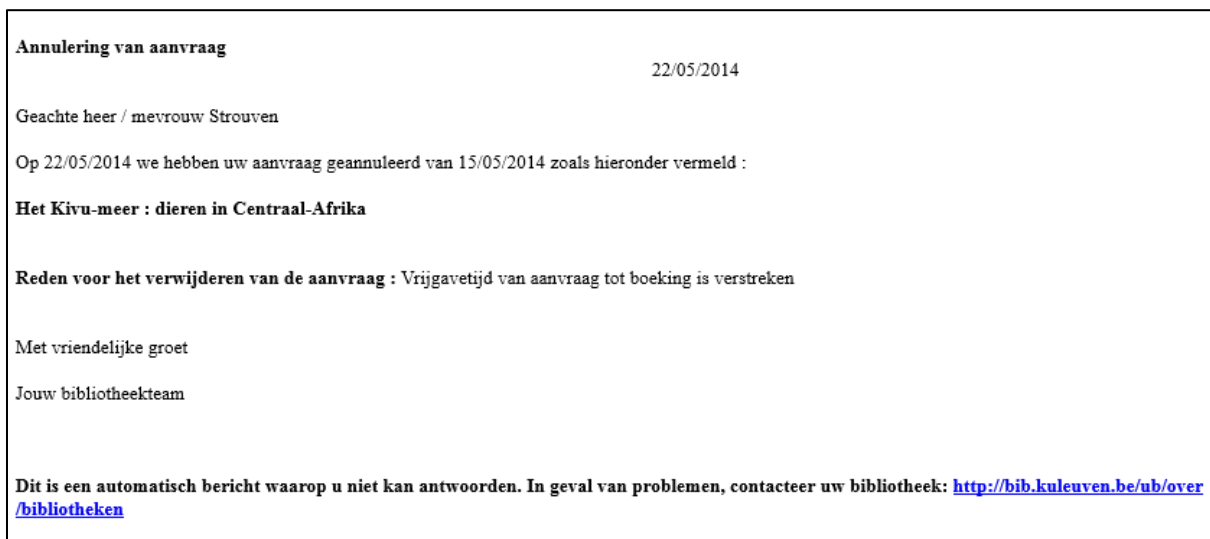 Annulering van aanvraag
22/05/2014
Geachte heer / mevrouw Strouven
Op 22/05/2014 we hebben uw aanvraag geannuleerd van 15/05/2014 zoals hieronder vermeld :
Het Kivu-meer : dieren in Centraal-Afrika
Reden voor het verwijderen van de aanvraag : Vrijgavetijd van aanvraag tot boeking is verstreken
Met vriendelijke groet
Jouw bibliotheekteam
Dit is een automatisch bericht waarop u niet kan antwoorden. In geval van problemen, contacteer uw bibliotheek: http://bib.kuleuven.be/ub/over
/bibliotheken